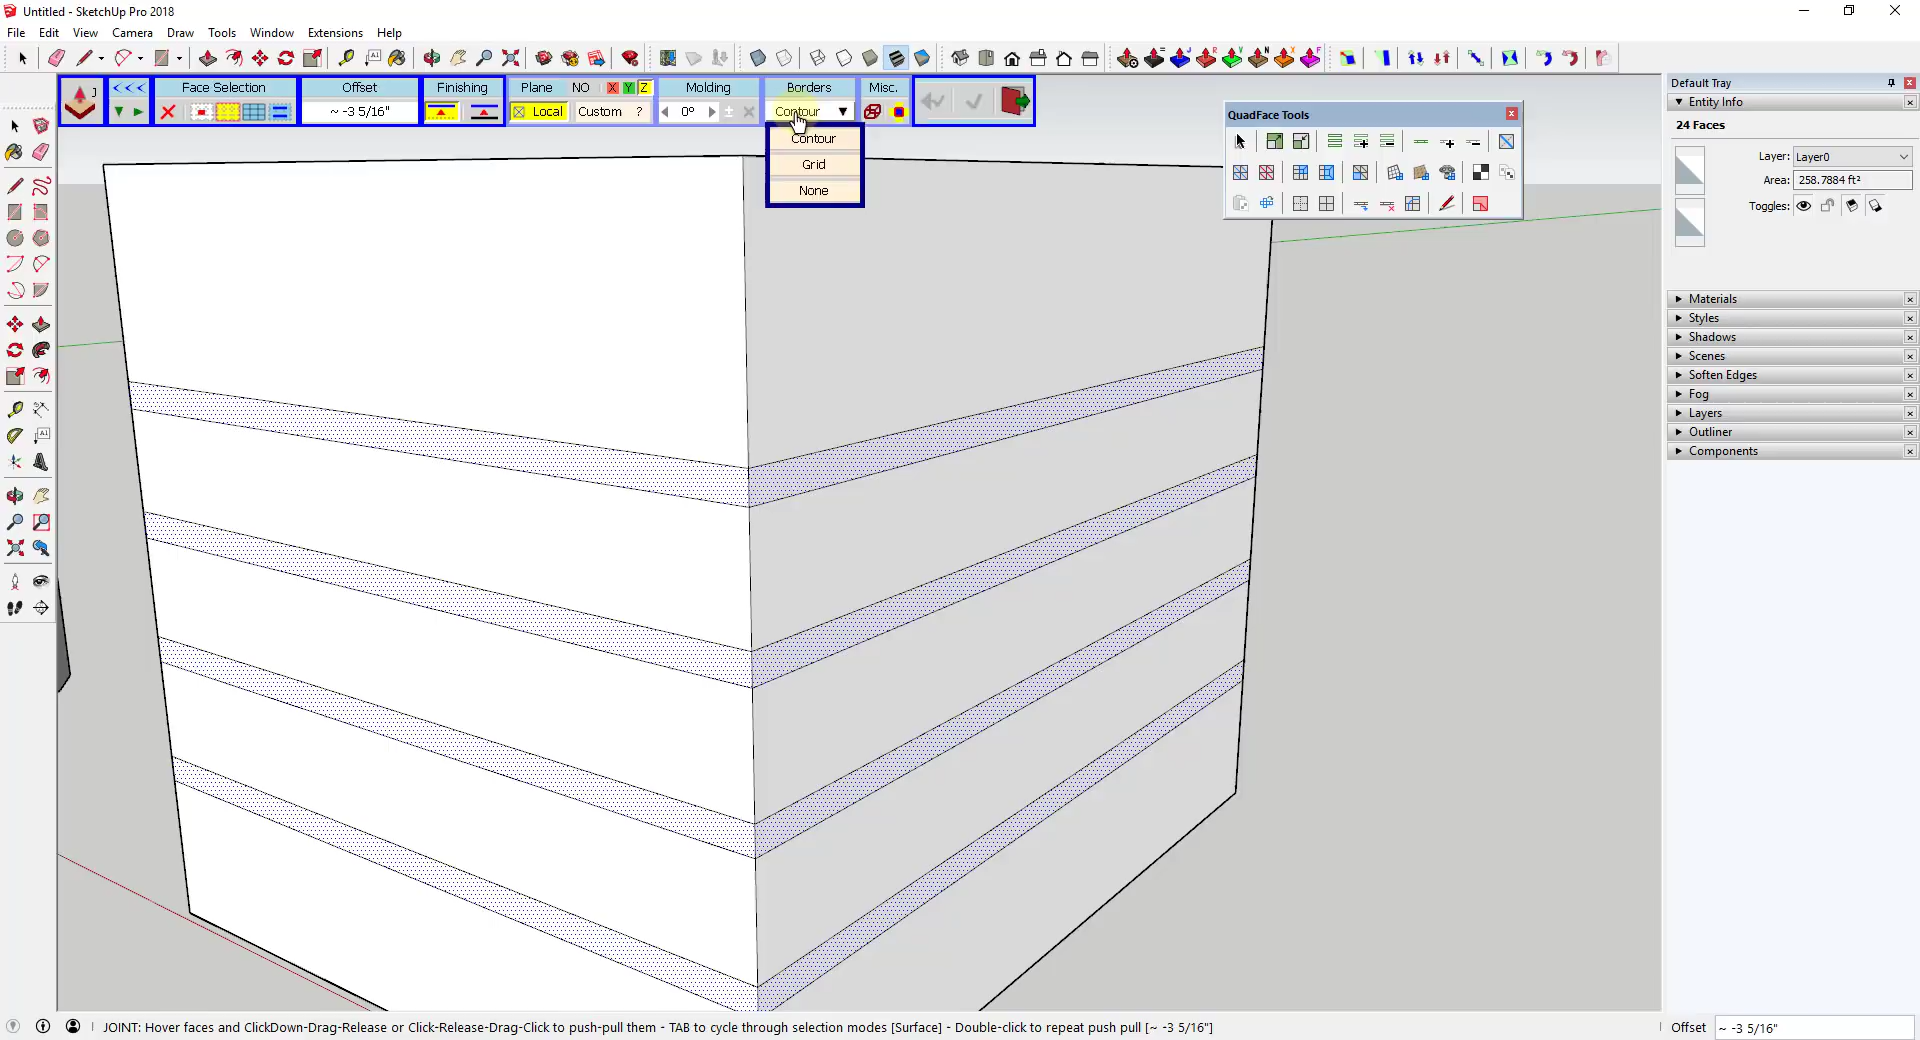 Untitled - SketchUp Pro 2018
File Edit View Camera Draw Tools Window Extensions Help
J <<< Face Selection Offset Finishing Plane NO X Y Z Molding Borders Misc.
~ -3 5/16" Local Custom ? 0° Contour
Contour
Grid
None
QuadFace Tools
Default Tray
Entity Info
24 Faces
Layer: Layer0
Area: 258.7884 ft²
Toggles:
Materials
Styles
Shadows
Scenes
Soften Edges
Fog
Layers
Outliner
Components
JOINT: Hover faces and ClickDown-Drag-Release or Click-Release-Drag-Click to push-pull them - TAB to cycle through selection modes [Surface] - Double-click to repeat push pull [~ -3 5/16"]
Offset ~ -3 5/16"